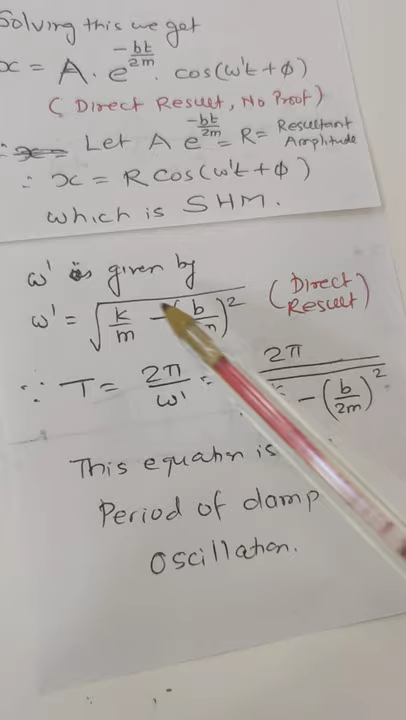 Solving this we get
x = A . e^(-bt/2m) . cos(ω't + φ)
( Direct Result, No Proof )
Let A e^(-bt/2m) = R = Resultant Amplitude
∴ x = R cos(ω't + φ)
which is SHM.
ω' is given by
ω' = √(k/m - (b/ )²) ( Direct Result )
∵ T = 2π/ω' = 2π/ - (b/2m)²
This equatn is
Period of damp
oscillation.